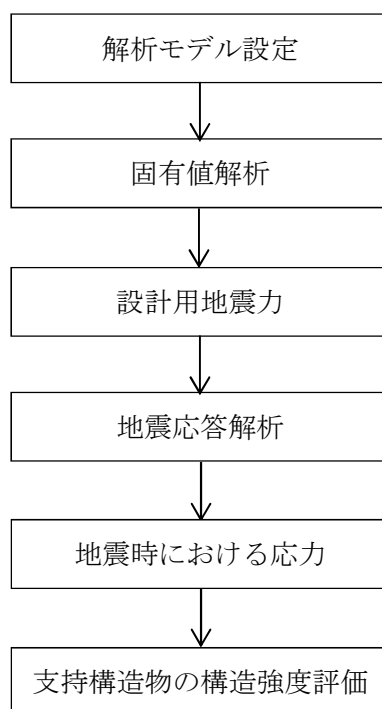 解析モデル設定
固有値解析
設計用地震力
地震応答解析
地震時における応力
支持構造物の構造強度評価